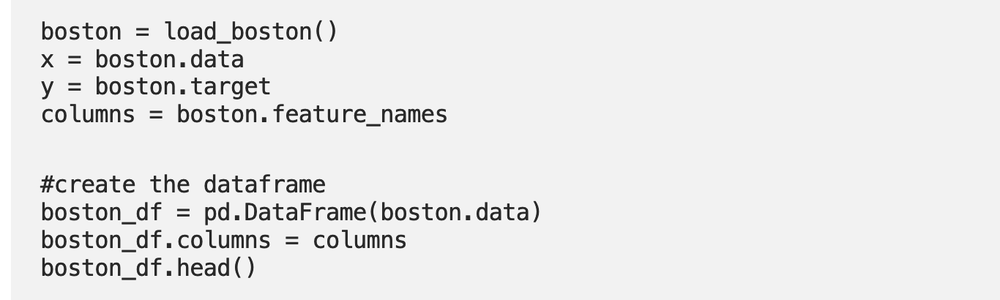 boston = load_boston()
x = boston.data
y = boston.target
columns = boston.feature_names
#create the dataframe
boston_df = pd.DataFrame(boston.data)
boston_df.columns = columns
boston_df.head()